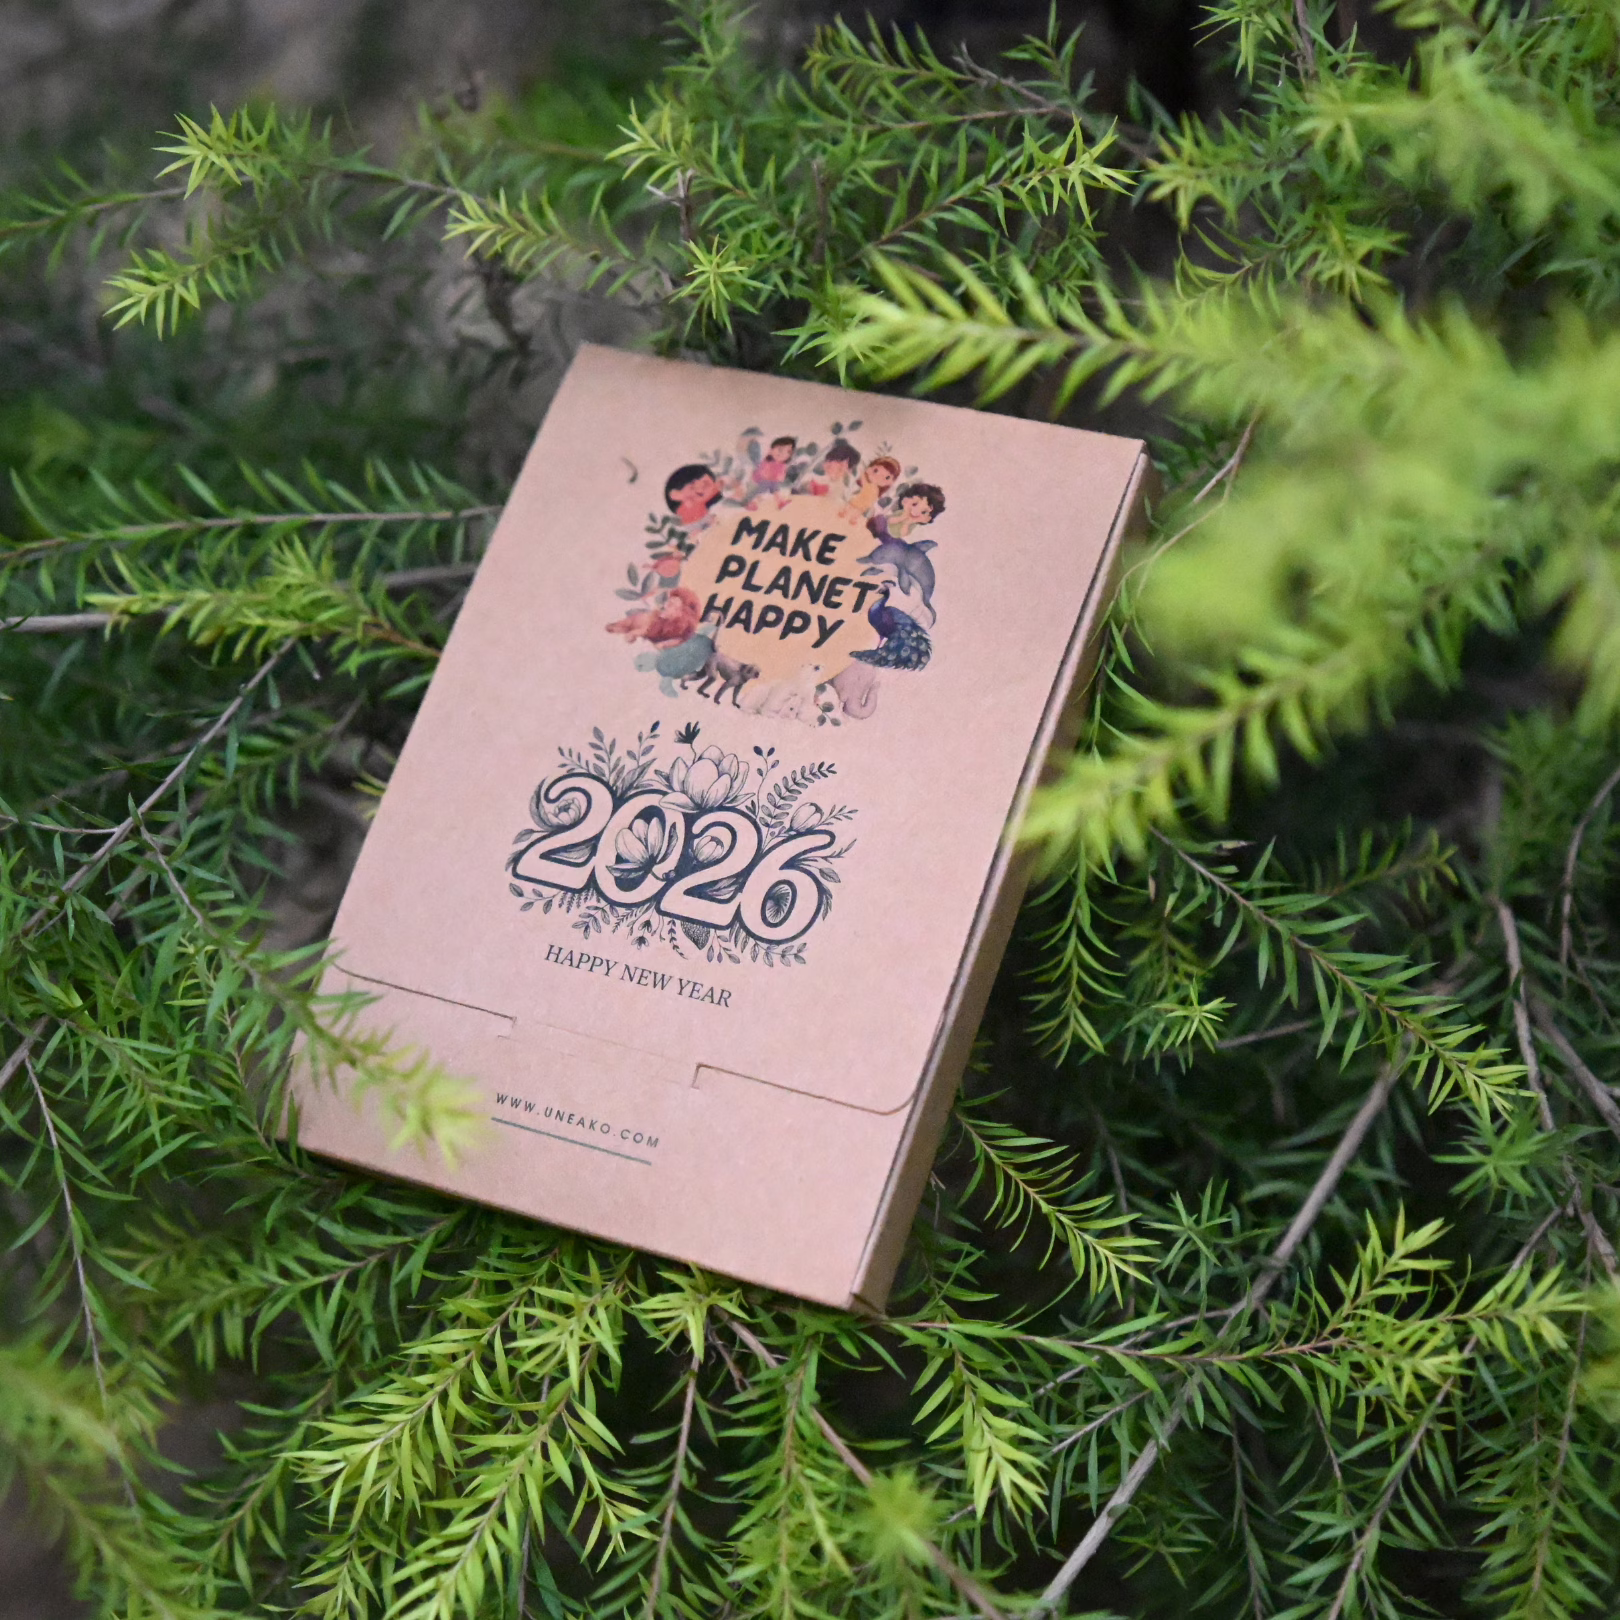 MAKE
PLANET
HAPPY
2026
HAPPY NEW YEAR
WWW.UNEAKO.COM